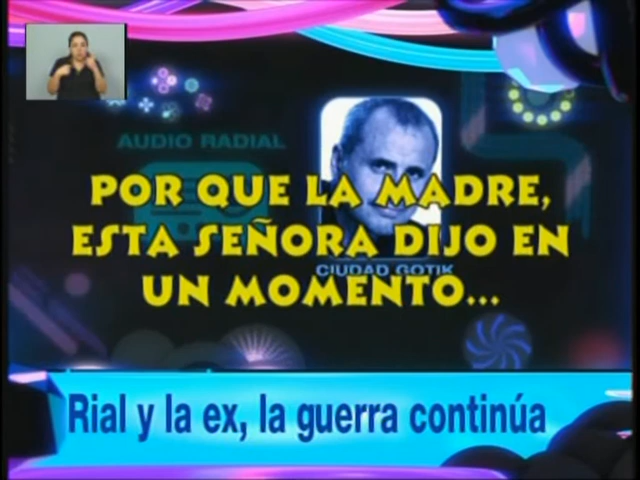 AUDIO RADIAL
POR QUE LA MADRE,
ESTA SEÑORA DIJO EN
CIUDAD GOTIK
UN MOMENTO...
Rial y la ex, la guerra continúa